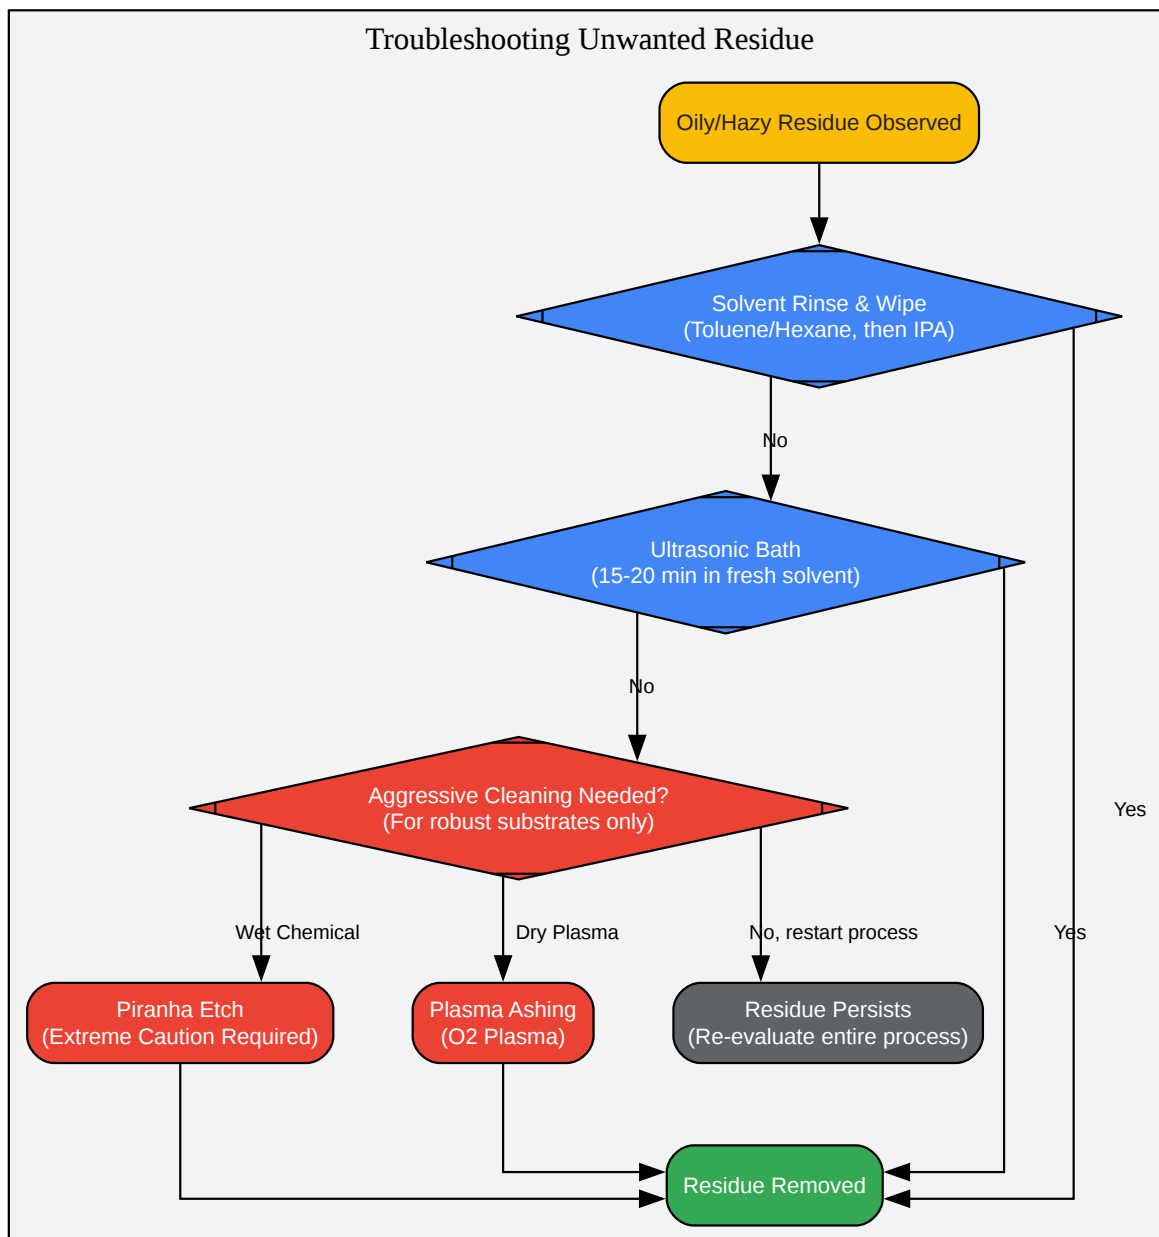 Troubleshooting Unwanted Residue
Oily/Hazy Residue Observed
Solvent Rinse & Wipe
(Toluene/Hexane, then IPA)
No
Ultrasonic Bath
(15-20 min in fresh solvent)
No
Aggressive Cleaning Needed?
(For robust substrates only)
Yes
Wet Chemical
Dry Plasma
No, restart process
Yes
Piranha Etch
(Extreme Caution Required)
Plasma Ashing
(O2 Plasma)
Residue Persists
(Re-evaluate entire process)
Residue Removed